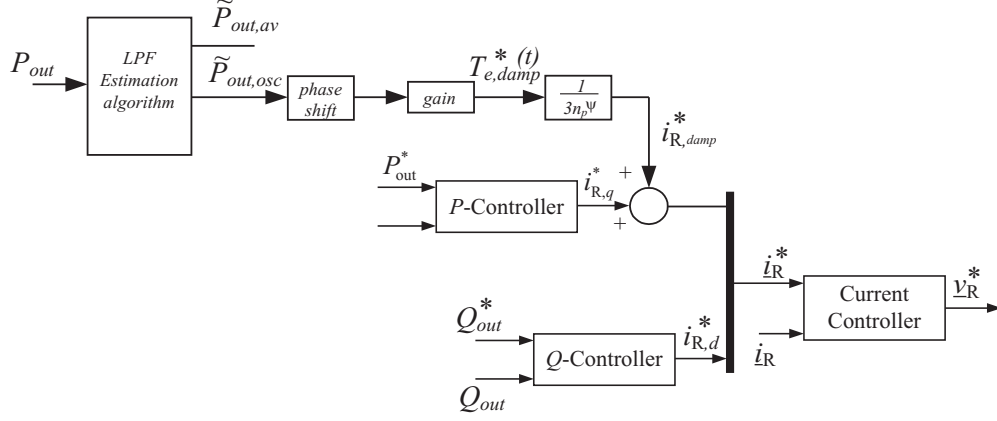 P̃out,av
Pout
LPF
Estimation
algorithm
P̃out,osc
phase
shift
gain
T*e,damp(t)
1
3npψ
i*R,damp
P*out
P-Controller
i*R,q
+
+
Q*out
Qout
Q-Controller
i*R,d
i*R
iR
Current
Controller
v*R